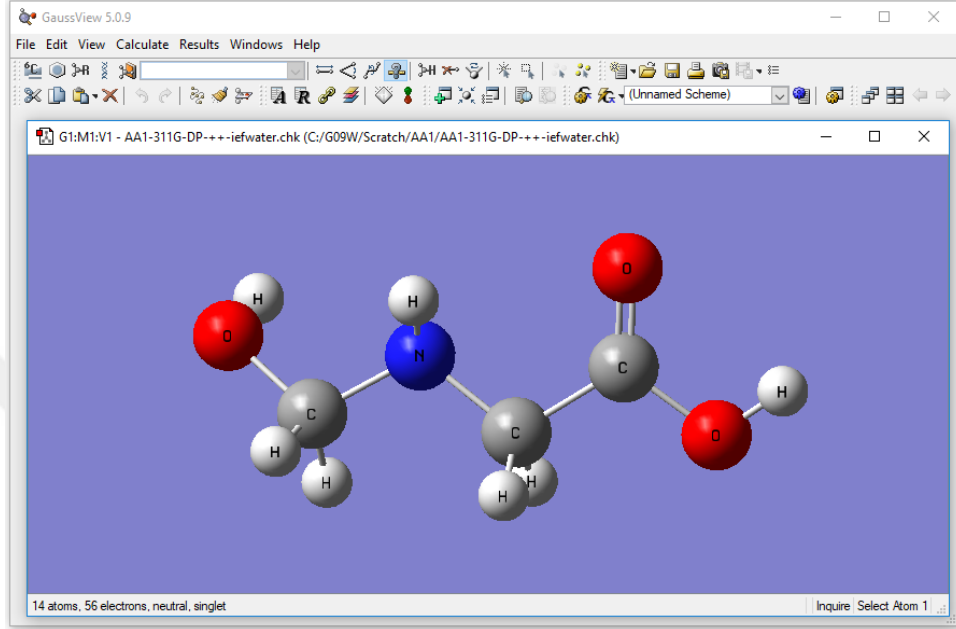 GaussView 5.0.9
File Edit View Calculate Results Windows Help
R
A R (Unnamed Scheme)
G1:M1:V1 - AA1-311G-DP-++-iefwater.chk (C:/G09W/Scratch/AA1/AA1-311G-DP-++-iefwater.chk)
O
H H
O N
C H
C
C O
H
H H
H
14 atoms, 56 electrons, neutral, singlet Inquire Select Atom 1